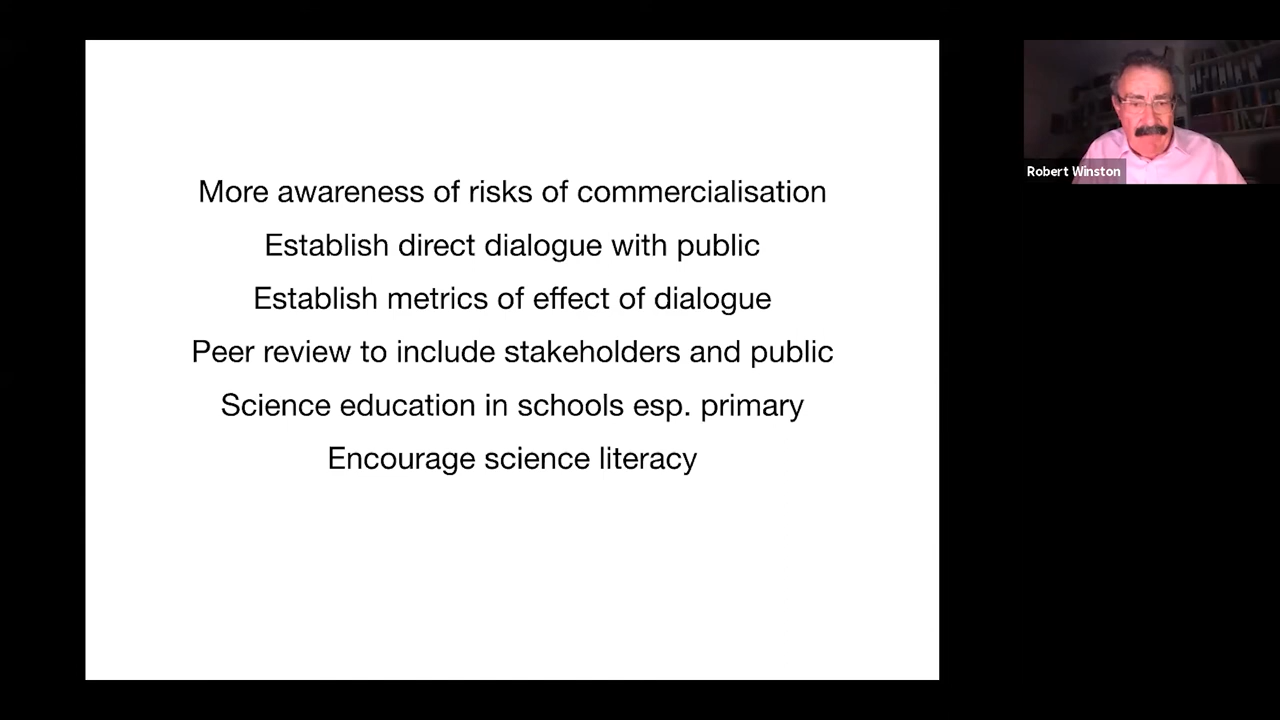 More awareness of risks of commercialisation
Establish direct dialogue with public
Establish metrics of effect of dialogue
Peer review to include stakeholders and public
Science education in schools esp. primary
Encourage science literacy
Robert Winston